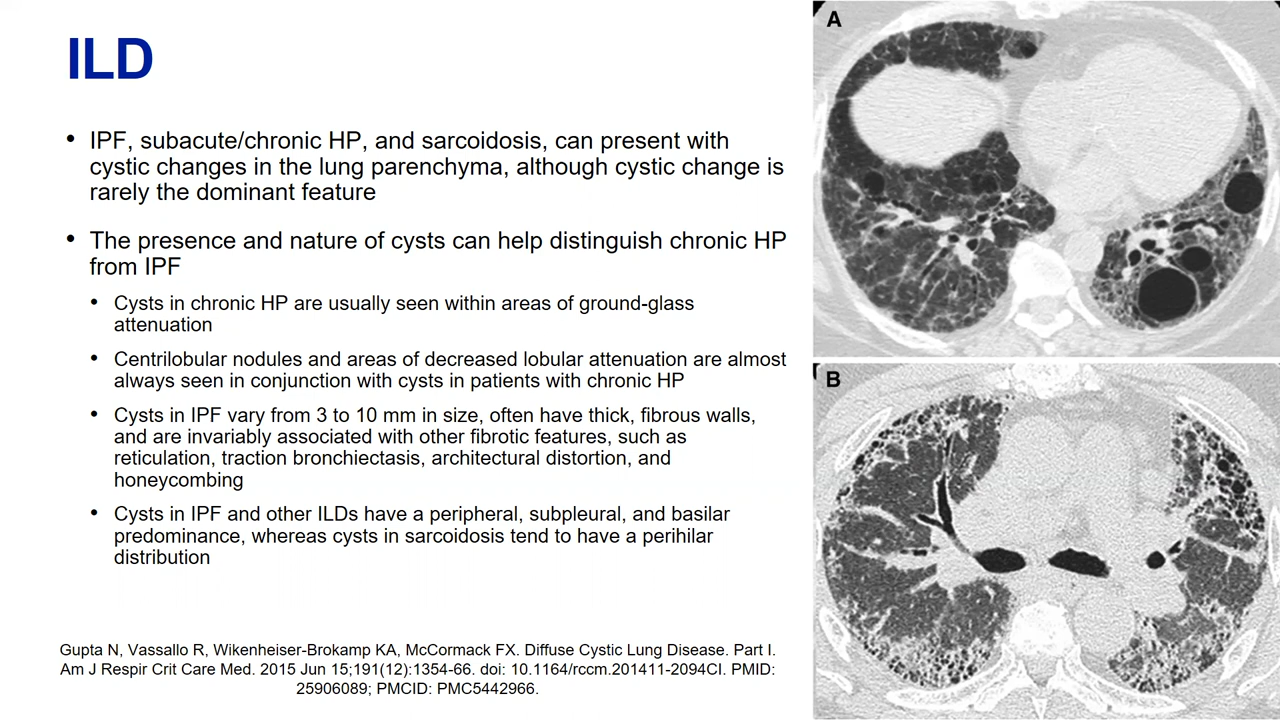 ILD
• IPF, subacute/chronic HP, and sarcoidosis, can present with
cystic changes in the lung parenchyma, although cystic change is
rarely the dominant feature
• The presence and nature of cysts can help distinguish chronic HP
from IPF
• Cysts in chronic HP are usually seen within areas of ground-glass
attenuation
• Centrilobular nodules and areas of decreased lobular attenuation are almost
always seen in conjunction with cysts in patients with chronic HP
• Cysts in IPF vary from 3 to 10 mm in size, often have thick, fibrous walls,
and are invariably associated with other fibrotic features, such as
reticulation, traction bronchiectasis, architectural distortion, and
honeycombing
• Cysts in IPF and other ILDs have a peripheral, subpleural, and basilar
predominance, whereas cysts in sarcoidosis tend to have a perihilar
distribution
Gupta N, Vassallo R, Wikenheiser-Brokamp KA, McCormack FX. Diffuse Cystic Lung Disease. Part I.
Am J Respir Crit Care Med. 2015 Jun 15;191(12):1354-66. doi: 10.1164/rccm.201411-2094CI. PMID:
25906089; PMCID: PMC5442966.
A
B